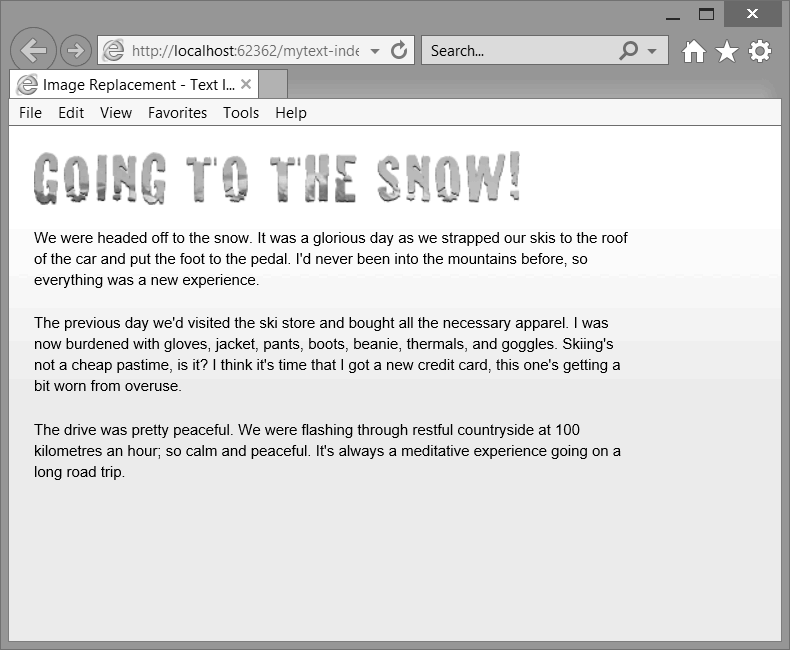 http://localhost:62362/mytext-inde
Search...
Image Replacement - Text I...
File Edit View Favorites Tools Help
GOING TO THE SNOW!
We were headed off to the snow. It was a glorious day as we strapped our skis to the roof
of the car and put the foot to the pedal. I'd never been into the mountains before, so
everything was a new experience.
The previous day we'd visited the ski store and bought all the necessary apparel. I was
now burdened with gloves, jacket, pants, boots, beanie, thermals, and goggles. Skiing's
not a cheap pastime, is it? I think it's time that I got a new credit card, this one's getting a
bit worn from overuse.
The drive was pretty peaceful. We were flashing through restful countryside at 100
kilometres an hour; so calm and peaceful. It's always a meditative experience going on a
long road trip.